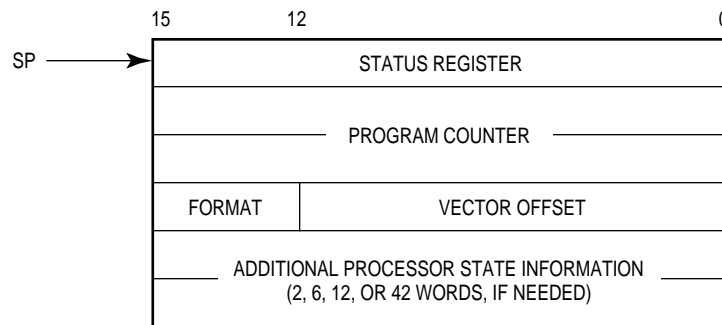 15 12 0
SP
STATUS REGISTER
PROGRAM COUNTER
FORMAT VECTOR OFFSET
ADDITIONAL PROCESSOR STATE INFORMATION
(2, 6, 12, OR 42 WORDS, IF NEEDED)